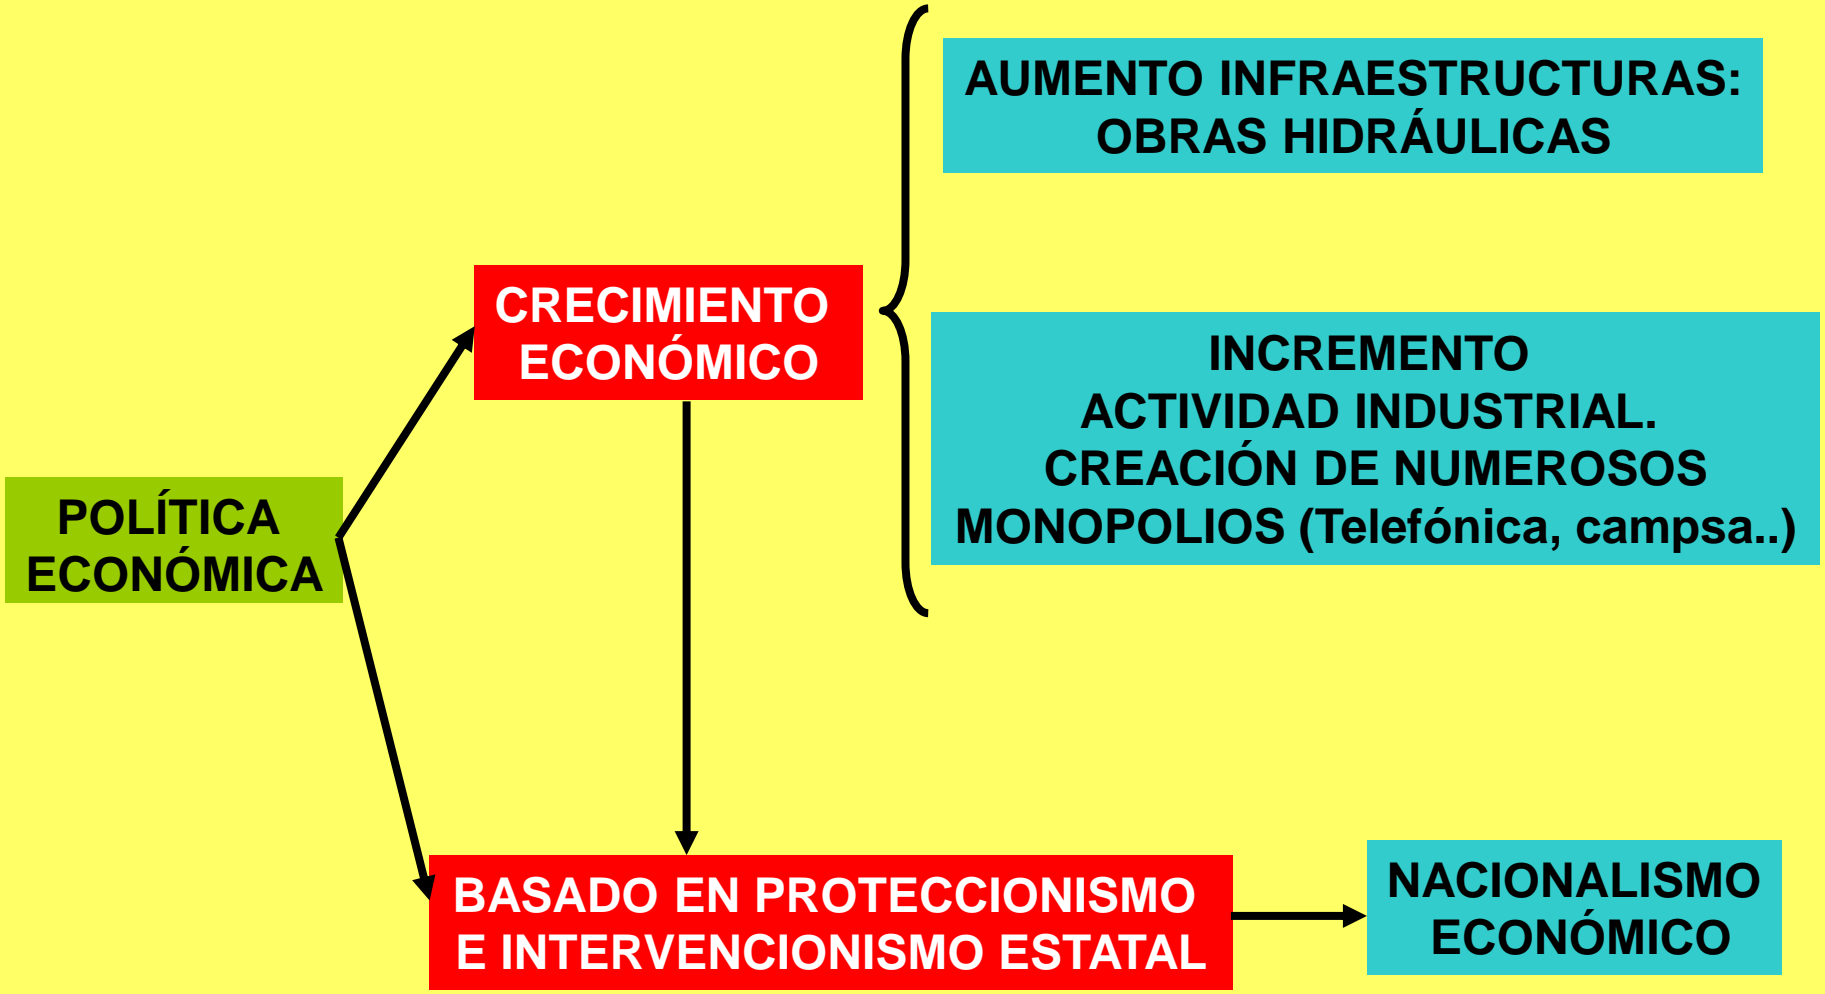 AUMENTO INFRAESTRUCTURAS:
OBRAS HIDRÁULICAS
CRECIMIENTO
ECONÓMICO
INCREMENTO
ACTIVIDAD INDUSTRIAL.
CREACIÓN DE NUMEROSOS
MONOPOLIOS (Telefónica, campsa..)
POLÍTICA
ECONÓMICA
BASADO EN PROTECCIONISMO
E INTERVENCIONISMO ESTATAL
NACIONALISMO
ECONÓMICO